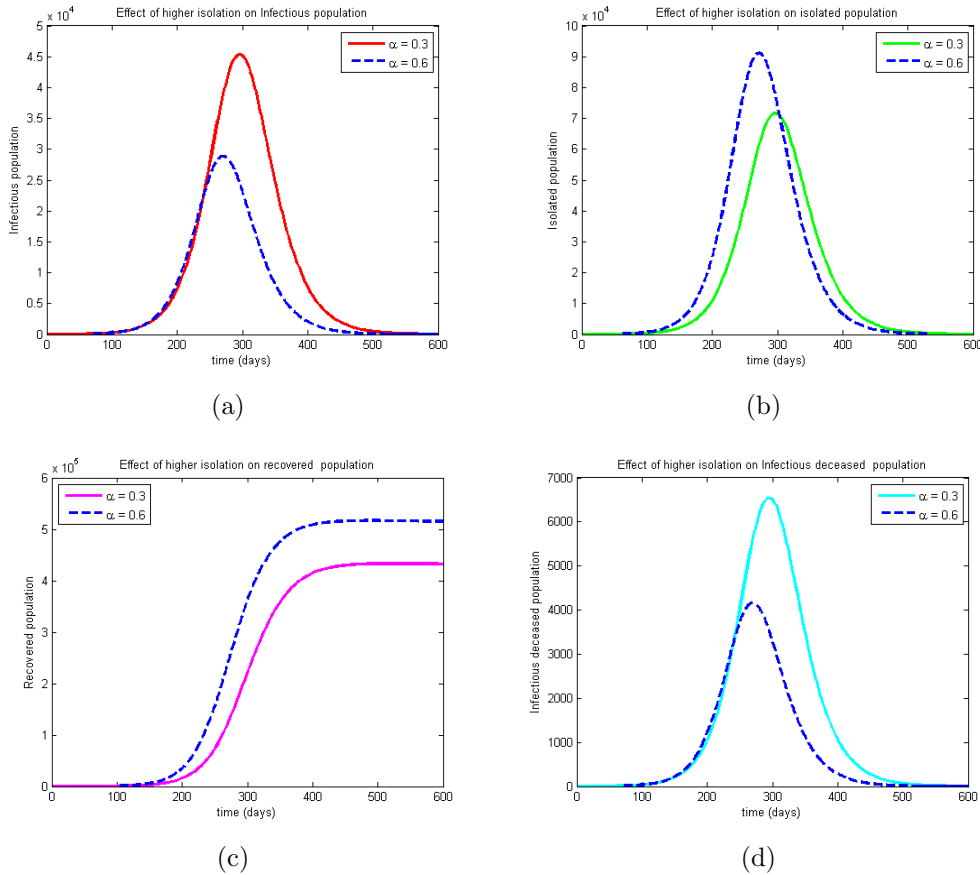 Effect of higher isolation on Infectious population
x 10^4
5
4.5
4
3.5
3
2.5
2
1.5
1
0.5
0
Infectious population
α = 0.3
α = 0.6
0 100 200 300 400 500 600
time (days)
(a)
Effect of higher isolation on isolated population
x 10^4
10
9
8
7
6
5
4
3
2
1
0
Isolated population
α = 0.3
α = 0.6
0 100 200 300 400 500 600
time (days)
(b)
Effect of higher isolation on recovered population
x 10^5
6
5
4
3
2
1
0
Recovered population
α = 0.3
α = 0.6
0 100 200 300 400 500 600
time (days)
(c)
Effect of higher isolation on Infectious deceased population
7000
6000
5000
4000
3000
2000
1000
0
Infectious deceased population
α = 0.3
α = 0.6
0 100 200 300 400 500 600
time (days)
(d)